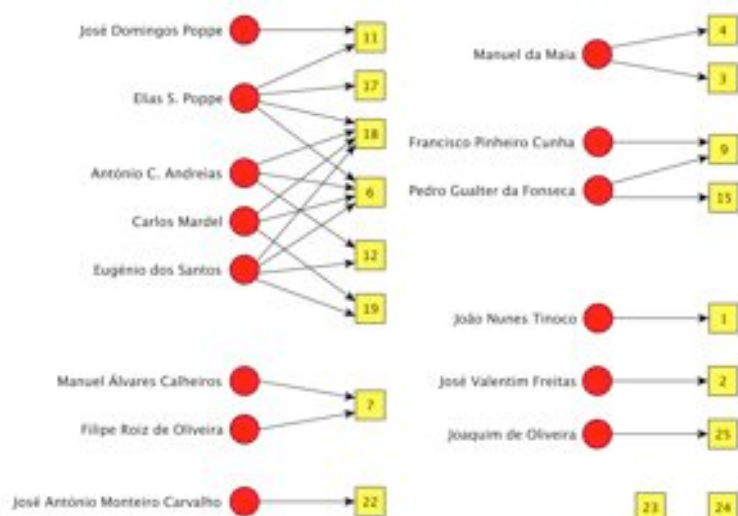 José Domingos Poppe
11
Elias S. Poppe
17
18
António C. Andreias
6
Carlos Mardel
Eugénio dos Santos
12
19
Manuel Álvares Calheiros
7
Filipe Roiz de Oliveira
José António Monteiro Carvalho
22
Manuel da Maia
4
3
Francisco Pinheiro Cunha
9
Pedro Gualter da Fonseca
15
João Nunes Tinoco
1
José Valentim Freitas
2
Joaquim de Oliveira
25
23
24